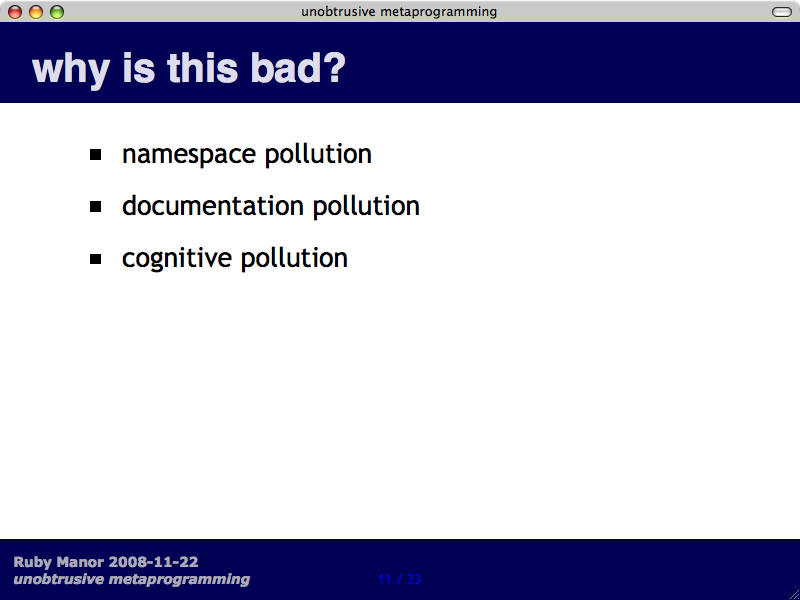 unobtrusive metaprogramming
why is this bad?
namespace pollution
documentation pollution
cognitive pollution
Ruby Manor 2008-11-22
unobtrusive metaprogramming
11 / 33